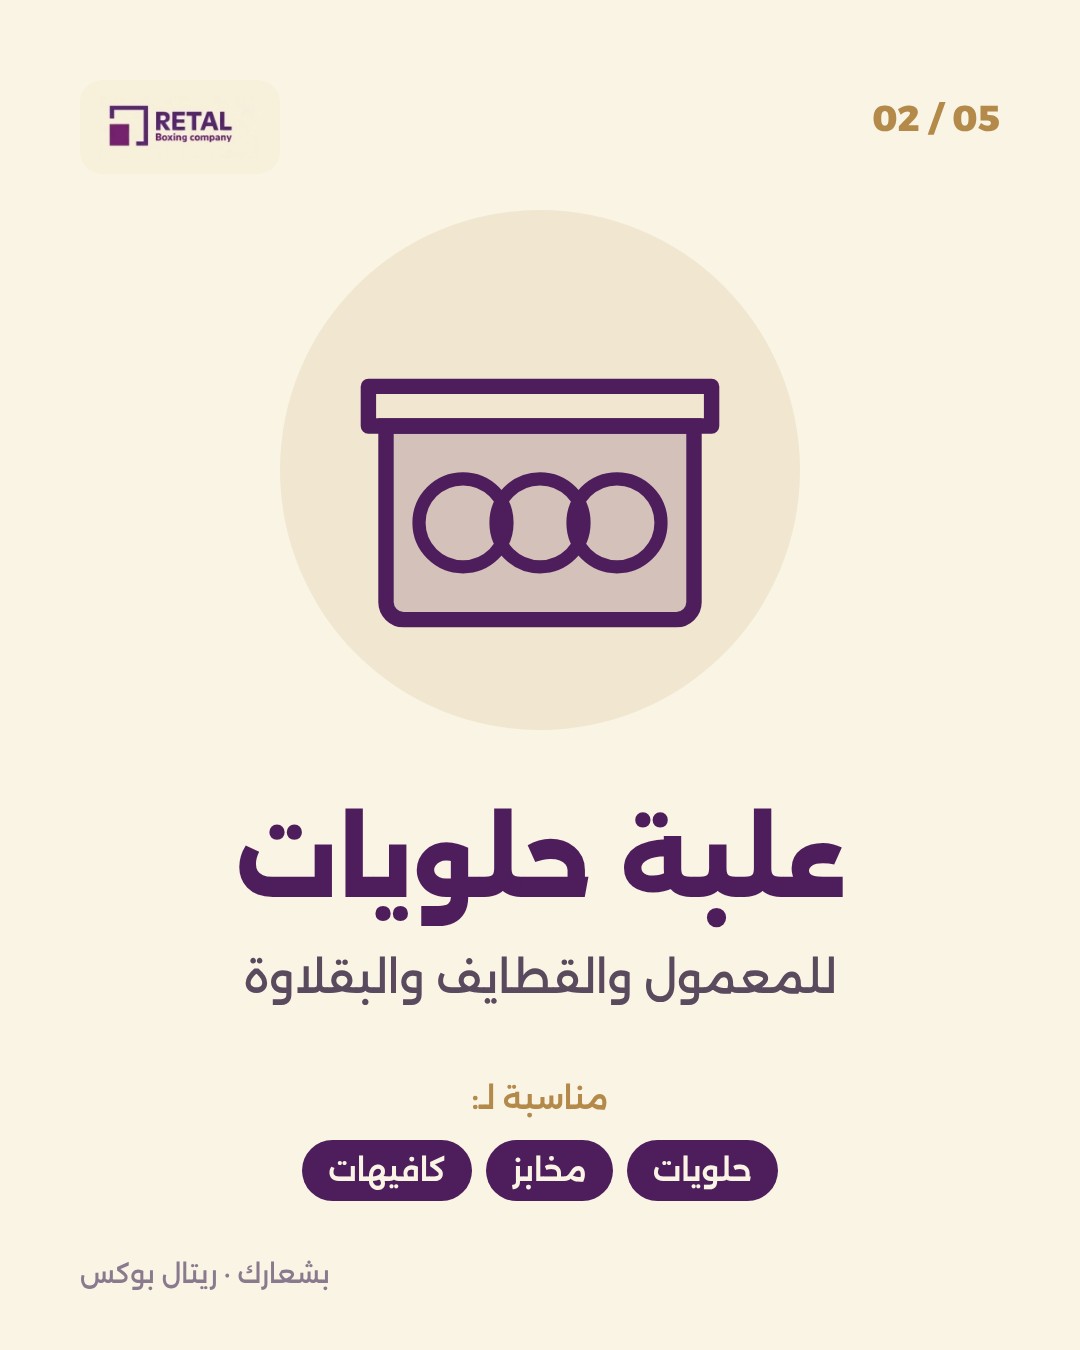 RETAL
Boxing company
02 / 05
علبة حلويات
للمعمول والقطايف والبقلاوة
مناسبة لـ:
حلويات مخابز كافيهات
بشعارك · ريتال بوكس